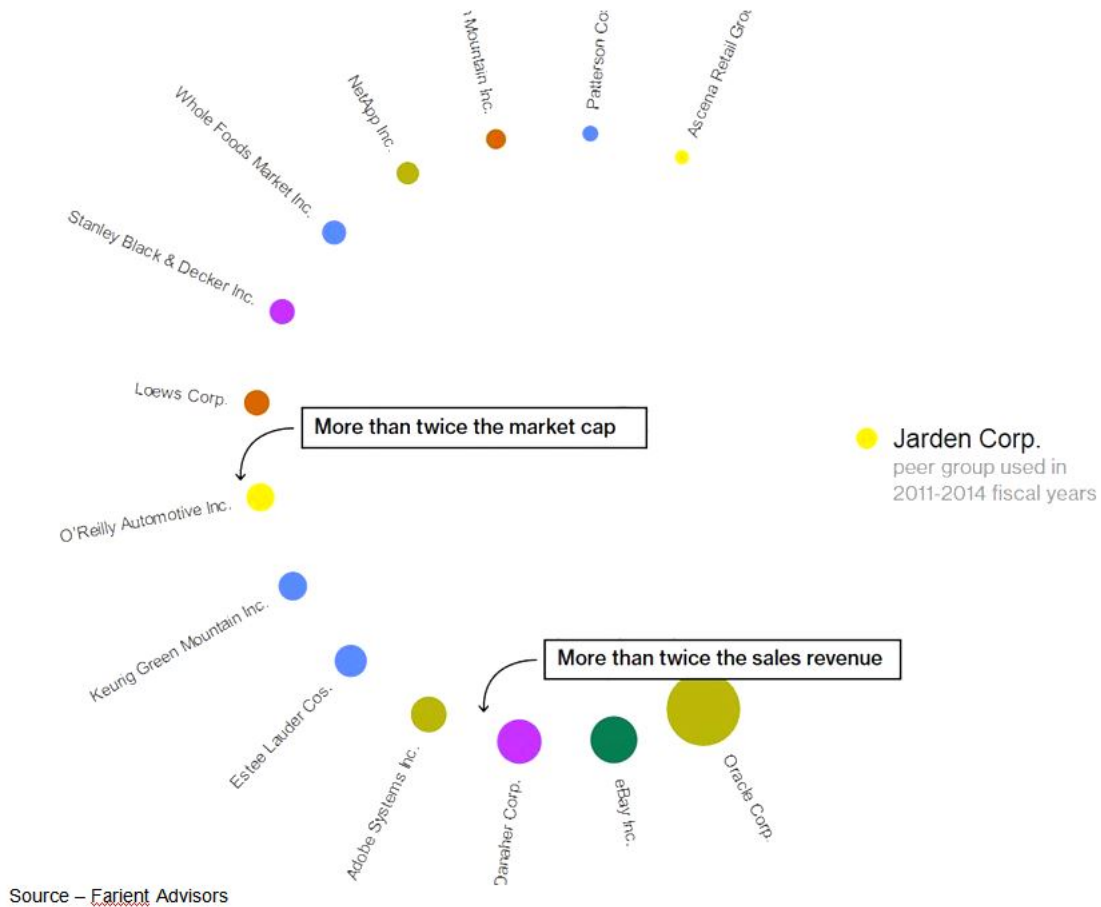 Mountain Inc.
Patterson
Ascena Retail
NetApp Inc.
Whole Foods Market Inc.
Stanley Black & Decker Inc.
Loews Corp.
More than twice the market cap
Jarden Corp.
peer group used in
2011-2014 fiscal years
O'Reilly Automotive Inc.
Keurig Green Mountain Inc.
More than twice the sales revenue
Estee Lauder Cos.
Adobe Systems Inc.
Danaher Corp.
eBay Inc.
Oracle Corp.
Source – Farient Advisors